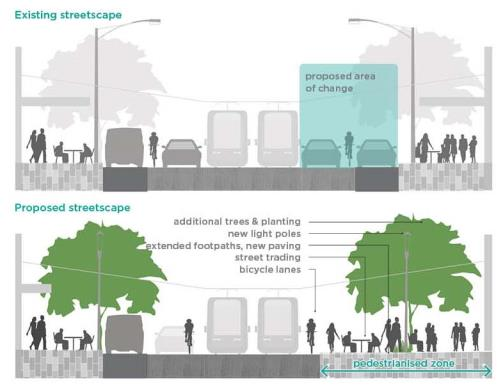 Existing streetscape
proposed area
of change
Proposed streetscape
additional trees & planting
new light poles
extended footpaths, new paving
street trading
bicycle lanes
pedestrianised zone